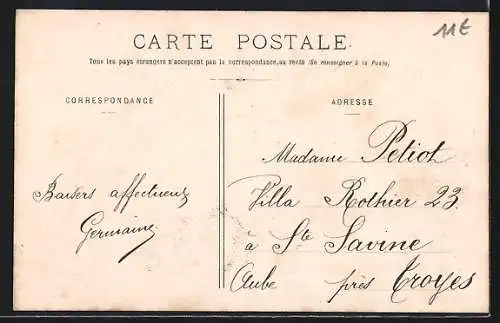 11€
CARTE POSTALE
Tous les pays étrangers n'acceptent pas la correspondance au recto (Se renseigner à la Poste)
CORRESPONDANCE
ADRESSE
Madame Petiot
Villa Rothier 23.
à Ste Savine
Aube près Troyes
Baisers affectueux
Germaine